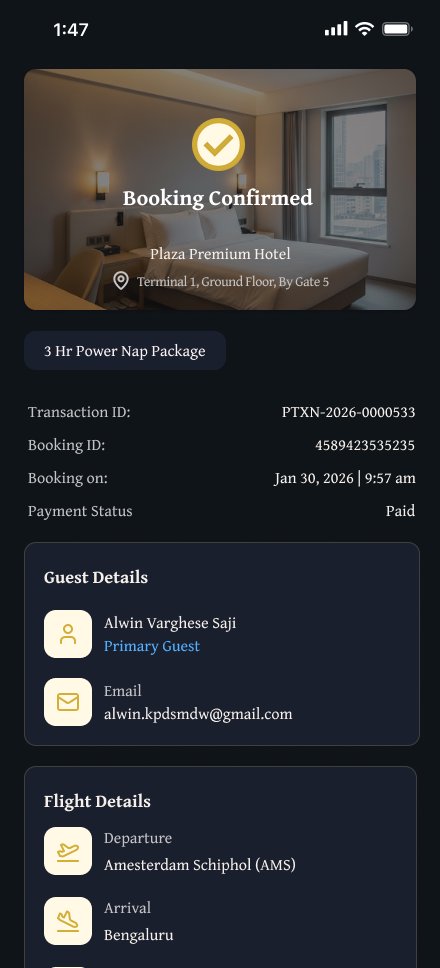 1:47
Booking Confirmed
Plaza Premium Hotel
Terminal 1, Ground Floor, By Gate 5
3 Hr Power Nap Package
Transaction ID: PTXN-2026-0000533
Booking ID: 4589423535235
Booking on: Jan 30, 2026 | 9:57 am
Payment Status Paid
Guest Details
Alwin Varghese Saji
Primary Guest
Email
alwin.kpdsmdw@gmail.com
Flight Details
Departure
Amesterdam Schiphol (AMS)
Arrival
Bengaluru